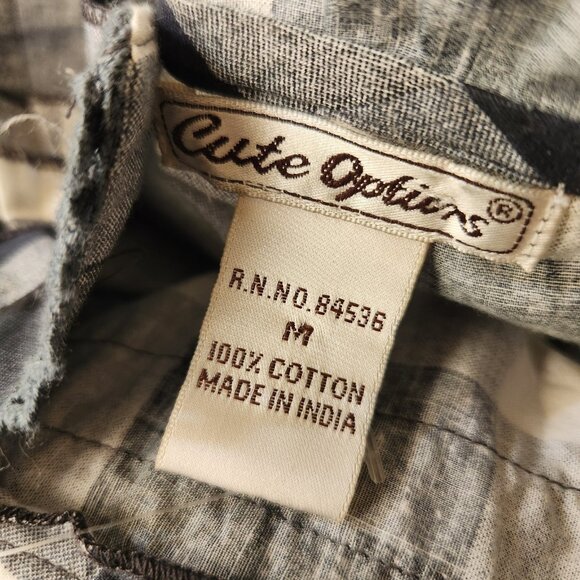 Cute Options®
R.N.NO.84536
M
100% COTTON
MADE IN INDIA